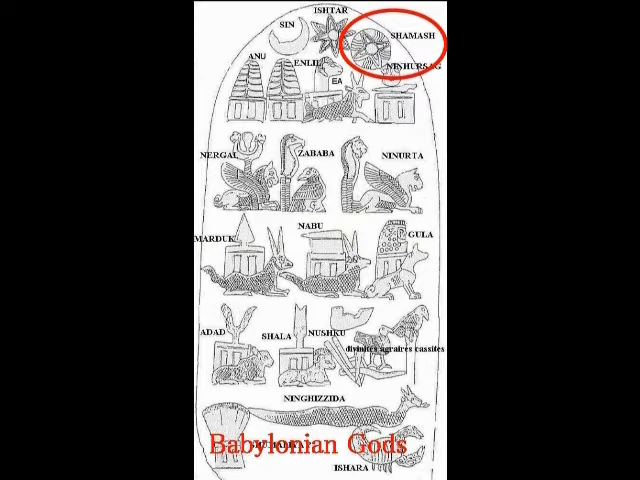 ISHTAR
SIN
SHAMASH
ANU
ENLIL
NINHURSAG
EA
NERGAL
ZABABA
NINURTA
MARDUK
NABU
GULA
ADAD
SHALA
NUSHKU
divinités agraires cassites
NINGHIZZIDA
Babylonian Gods
ISHARA